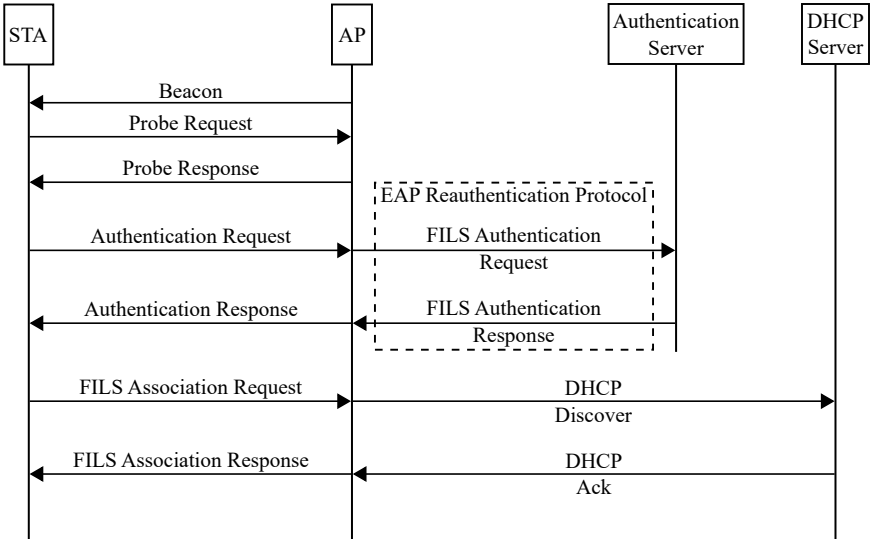 STA
AP
Authentication
Server
DHCP
Server
Beacon
Probe Request
Probe Response
EAP Reauthentication Protocol
Authentication Request
FILS Authentication
Request
Authentication Response
FILS Authentication
Response
FILS Association Request
DHCP
Discover
FILS Association Response
DHCP
Ack